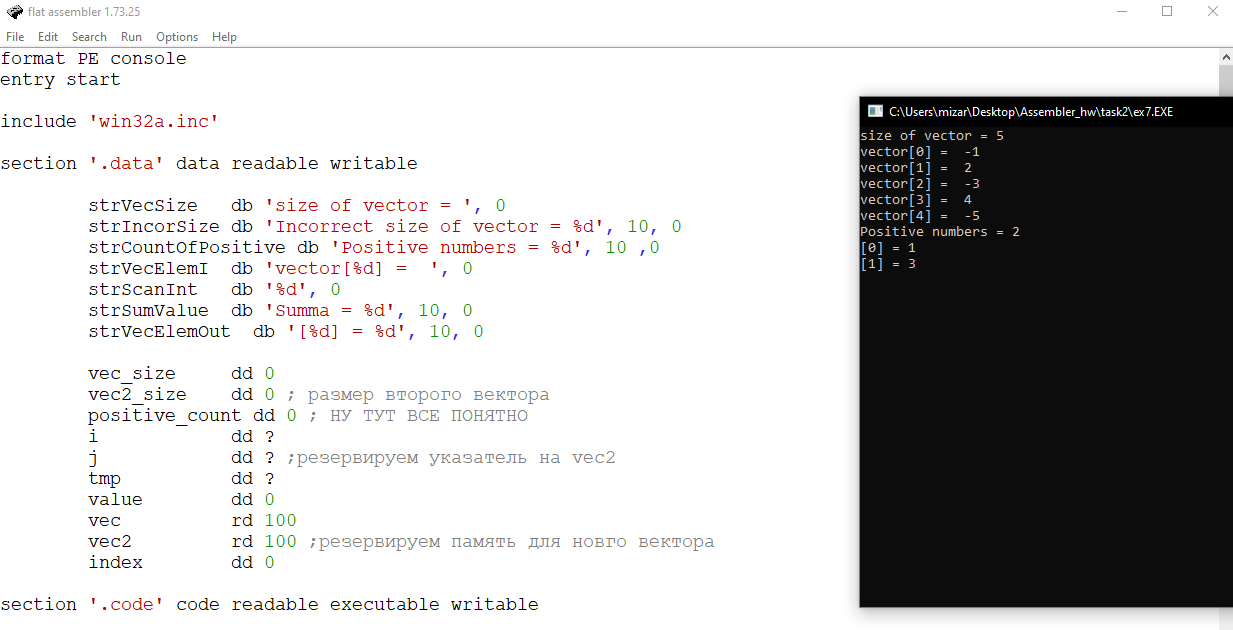 flat assembler 1.73.25
File Edit Search Run Options Help
format PE console
entry start
include 'win32a.inc'
section '.data' data readable writable
strVecSize db 'size of vector = ', 0
strIncorSize db 'Incorrect size of vector = %d', 10, 0
strCountOfPositive db 'Positive numbers = %d', 10 ,0
strVecElemI db 'vector[%d] =  ', 0
strScanInt db '%d', 0
strSumValue db 'Summa = %d', 10, 0
strVecElemOut db '[%d] = %d', 10, 0
vec_size dd 0
vec2_size dd 0 ; размер второго вектора
positive_count dd 0 ; НУ ТУТ ВСЕ ПОНЯТНО
i dd ?
j dd ? ;резервируем указатель на vec2
tmp dd ?
value dd 0
vec rd 100
vec2 rd 100 ;резервируем память для новго вектора
index dd 0
section '.code' code readable executable writable
C:\Users\mizar\Desktop\Assembler_hw\task2\ex7.EXE
size of vector = 5
vector[0] =  -1
vector[1] =  2
vector[2] =  -3
vector[3] =  4
vector[4] =  -5
Positive numbers = 2
[0] = 1
[1] = 3